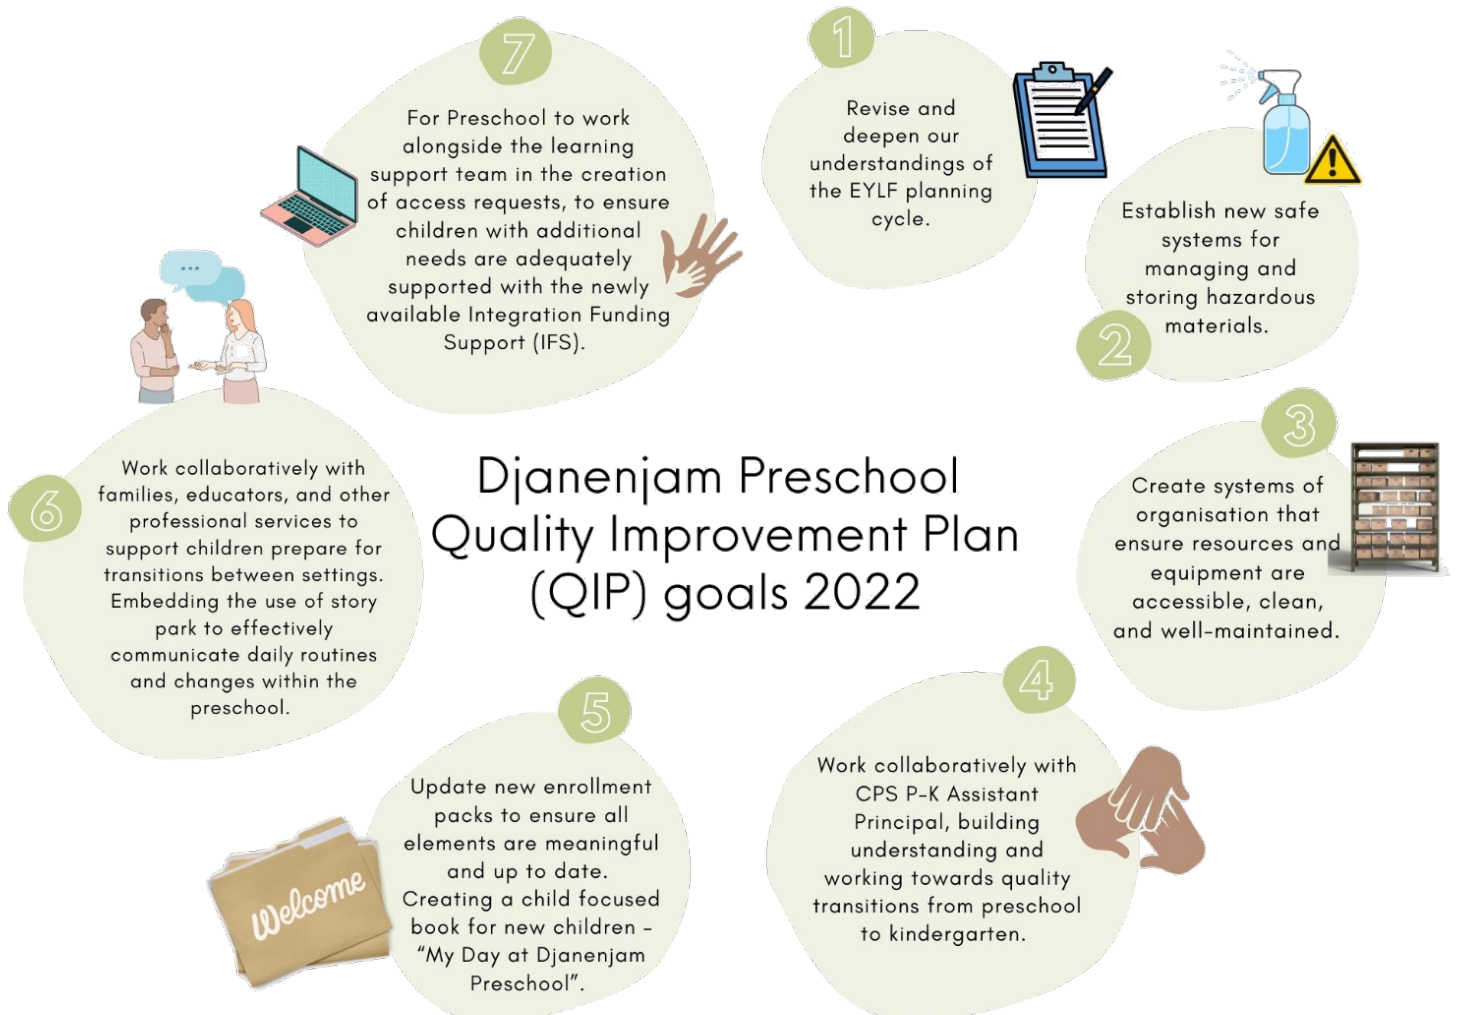 Djanenjam Preschool
Quality Improvement Plan
(QIP) goals 2022
1
Revise and
deepen our
understandings of
the EYLF planning
cycle.
2
Establish new safe
systems for
managing and
storing hazardous
materials.
3
Create systems of
organisation that
ensure resources and
equipment are
accessible, clean,
and well-maintained.
4
Work collaboratively with
CPS P-K Assistant
Principal, building
understanding and
working towards quality
transitions from preschool
to kindergarten.
5
Update new enrollment
packs to ensure all
elements are meaningful
and up to date.
Creating a child focused
book for new children -
“My Day at Djanenjam
Preschool”.
Welcome
6
Work collaboratively with
families, educators, and other
professional services to
support children prepare for
transitions between settings.
Embedding the use of story
park to effectively
communicate daily routines
and changes within the
preschool.
7
For Preschool to work
alongside the learning
support team in the creation
of access requests, to ensure
children with additional
needs are adequately
supported with the newly
available Integration Funding
Support (IFS).